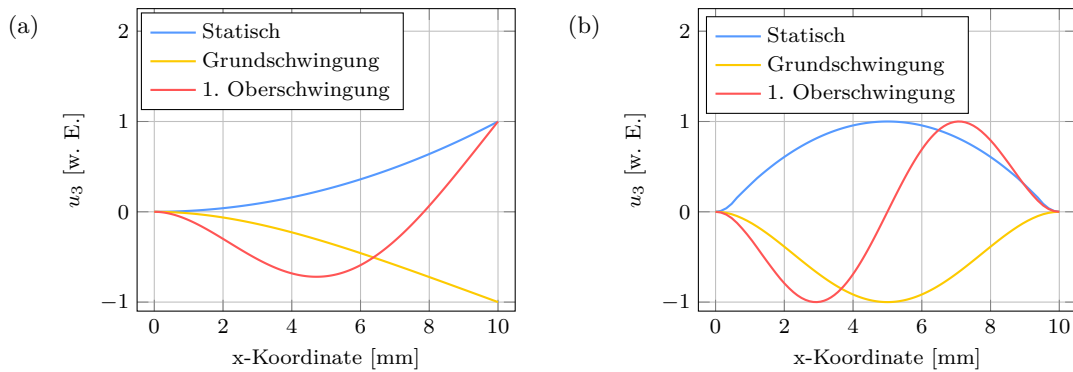 (a)
Statisch
Grundschwingung
1. Oberschwingung
2
1
0
−1
u3 [w. E.]
0 2 4 6 8 10
x-Koordinate [mm]
(b)
Statisch
Grundschwingung
1. Oberschwingung
2
1
0
−1
u3 [w. E.]
0 2 4 6 8 10
x-Koordinate [mm]